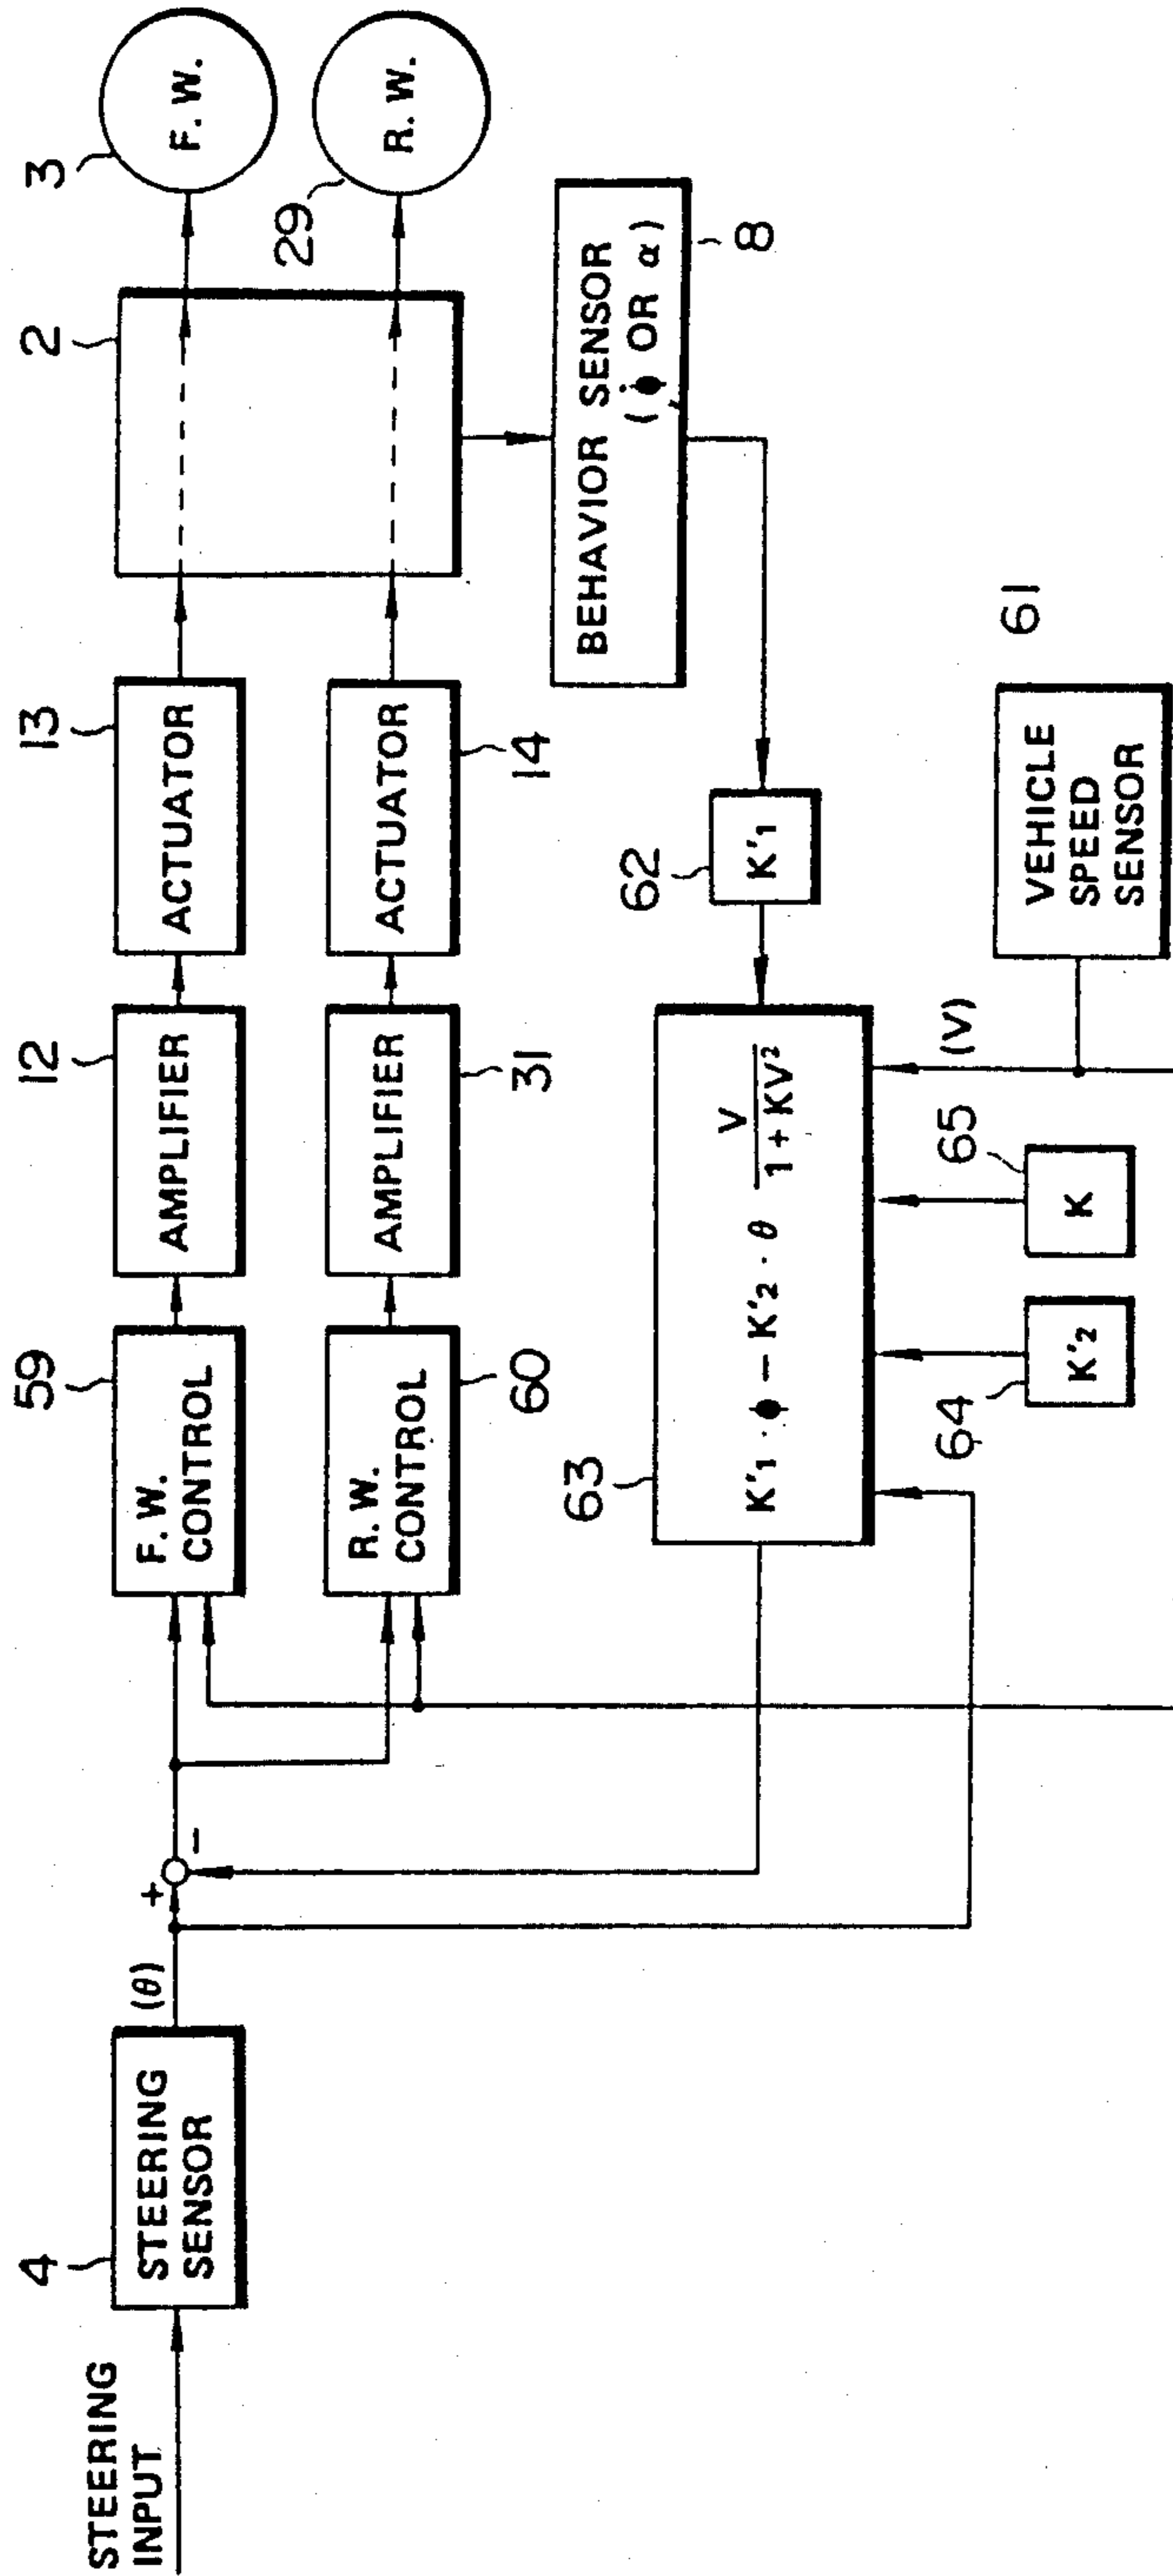 STEERING
INPUT
4
STEERING
SENSOR
(θ)
+
−
59
F. W.
CONTROL
12
AMPLIFIER
13
ACTUATOR
2
3
F. W.
R. W.
CONTROL
60
AMPLIFIER
31
ACTUATOR
14
29
R. W.
BEHAVIOR SENSOR
(φ̇ OR α)
8
63
K'₁ · φ − K'₂ · θ V / 1 + KV²
62
K'₁
64
K'₂
65
K
(V)
61
VEHICLE
SPEED
SENSOR